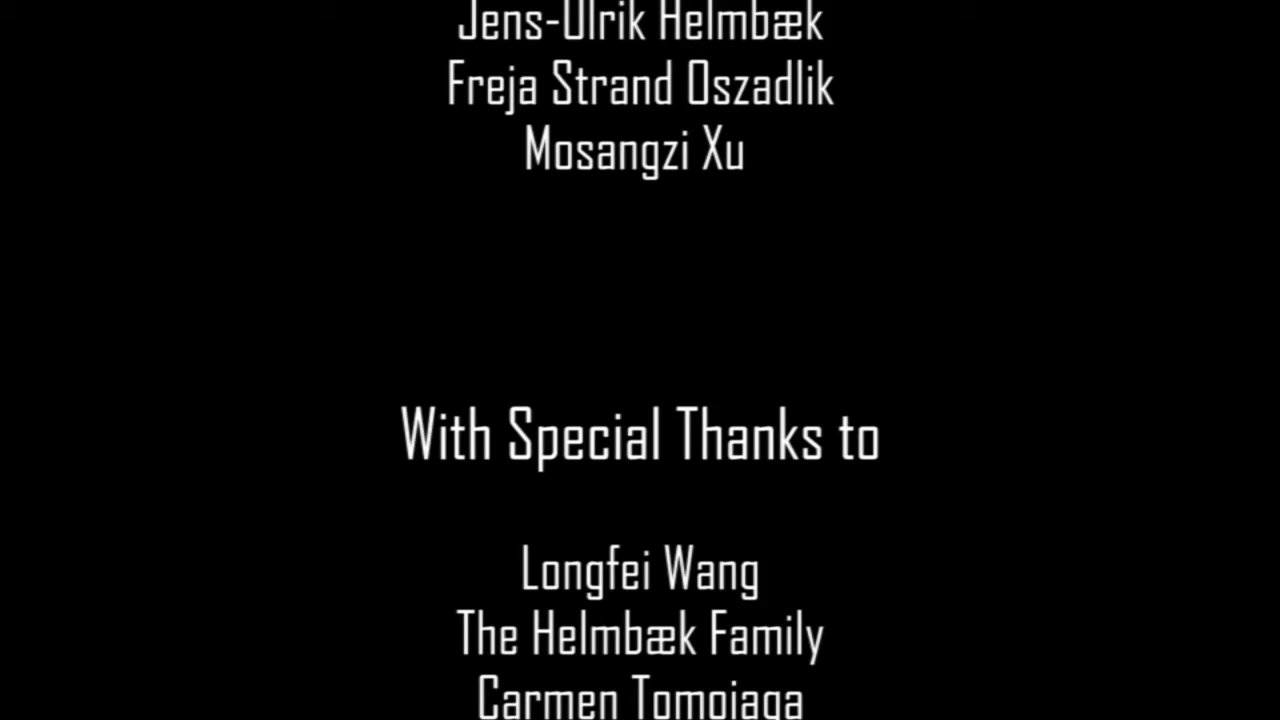 Jens-Ulrik Helmbæk
Freja Strand Oszadlik
Mosangzi Xu
With Special Thanks to
Longfei Wang
The Helmbæk Family
Carmen Tomoiaga